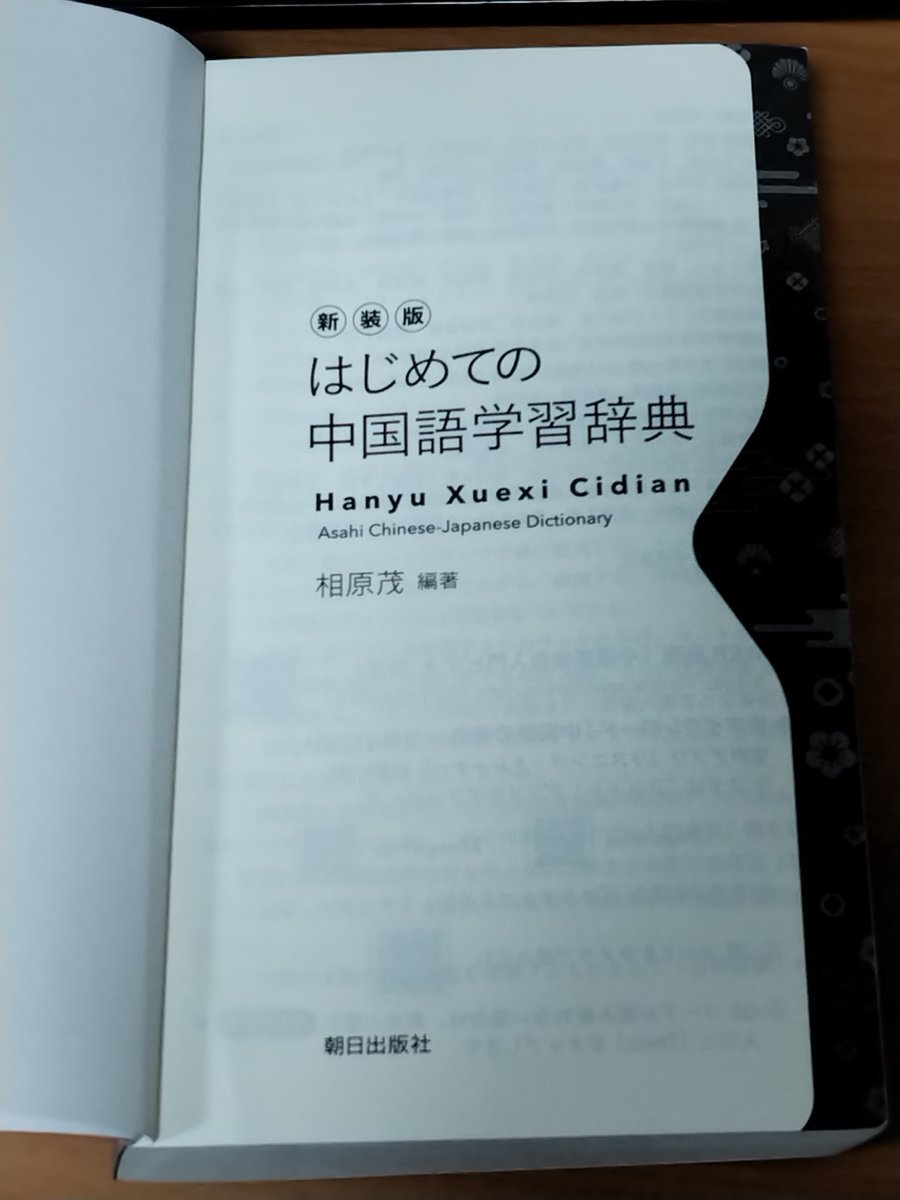 新装版
はじめての
中国語学習辞典
Hanyu Xuexi Cidian
Asahi Chinese-Japanese Dictionary
相原茂 編著
朝日出版社